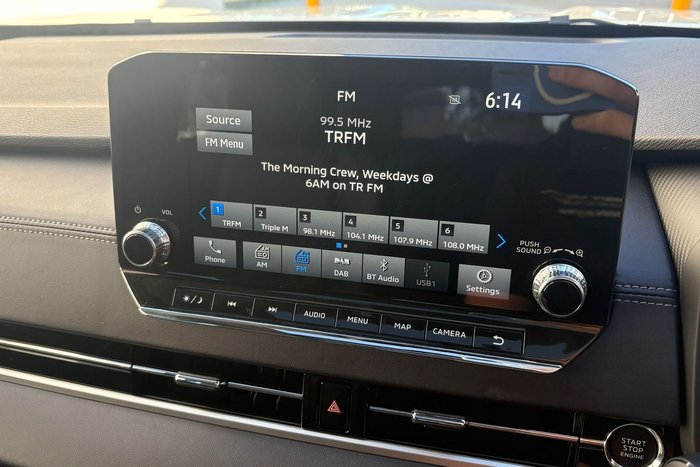 FM
6:14
Source
99.5 MHz
FM Menu
TRFM
The Morning Crew, Weekdays @
6AM on TR FM
1 TRFM
2 Triple M
3 98.1 MHz
4 104.1 MHz
5 107.9 MHz
6 108.0 MHz
VOL
PUSH
SOUND
Phone
AM
FM
DAB
DAB
BT Audio
USB1
Settings
AUDIO
MENU
MAP
CAMERA
START
STOP
ENGINE